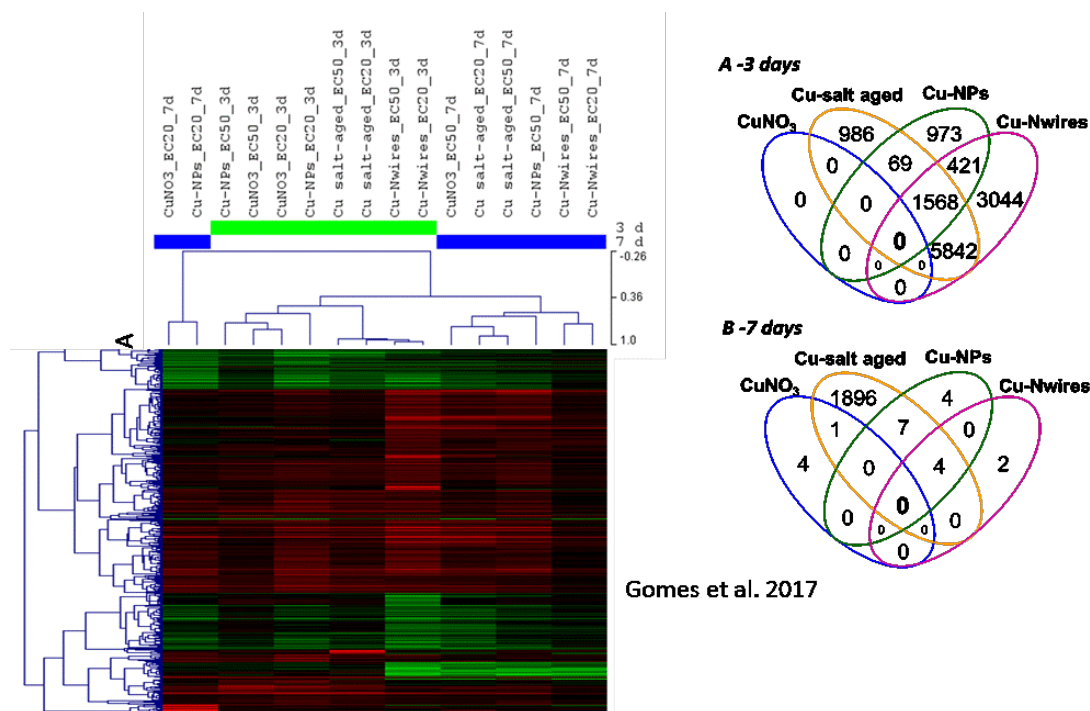 CuNO3_EC20_7d
Cu-NPs_EC20_7d
Cu-NPs_EC50_3d
CuNO3_EC50_3d
CuNO3_EC20_3d
Cu-NPs_EC20_3d
Cu salt-aged_EC50_3d
Cu salt-aged_EC20_3d
Cu-Nwires_EC50_3d
Cu-Nwires_EC20_3d
CuNO3_EC50_7d
Cu salt-aged_EC20_7d
Cu salt-aged_EC50_7d
Cu-NPs_EC50_7d
Cu-Nwires_EC50_7d
Cu-Nwires_EC20_7d
3 d
7 d
-0.26
0.36
1.0
A
A -3 days
Cu-salt aged
Cu-NPs
CuNO₃
Cu-Nwires
986
973
0
69
421
0
0
1568
3044
0
0
5842
0
0
0
B -7 days
Cu-salt aged
Cu-NPs
CuNO₃
Cu-Nwires
1896
4
1
7
0
4
0
4
2
0
0
0
0
0
0
Gomes et al. 2017